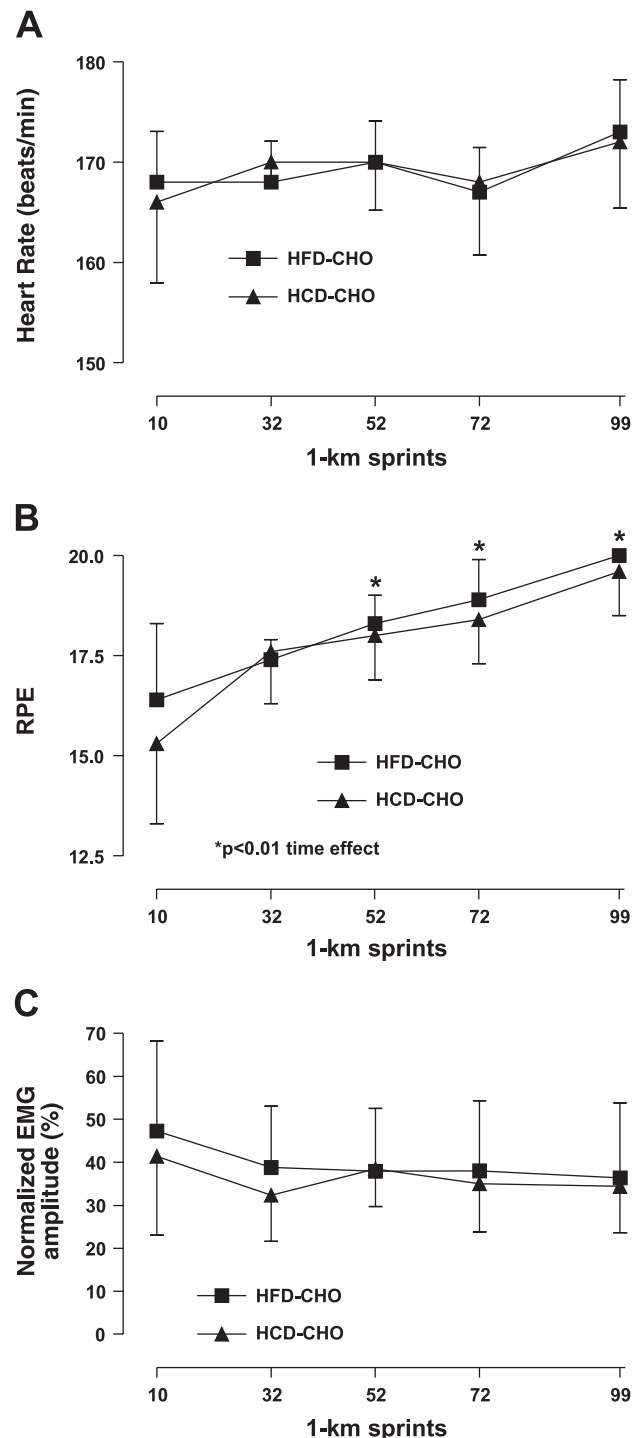 A
Heart Rate (beats/min)
180
170
160
150
HFD-CHO
HCD-CHO
10 32 52 72 99
1-km sprints
B
RPE
20.0
17.5
15.0
12.5
* * *
HFD-CHO
HCD-CHO
*p<0.01 time effect
10 32 52 72 99
1-km sprints
C
Normalized EMG
amplitude (%)
70
60
50
40
30
20
10
0
HFD-CHO
HCD-CHO
10 32 52 72 99
1-km sprints